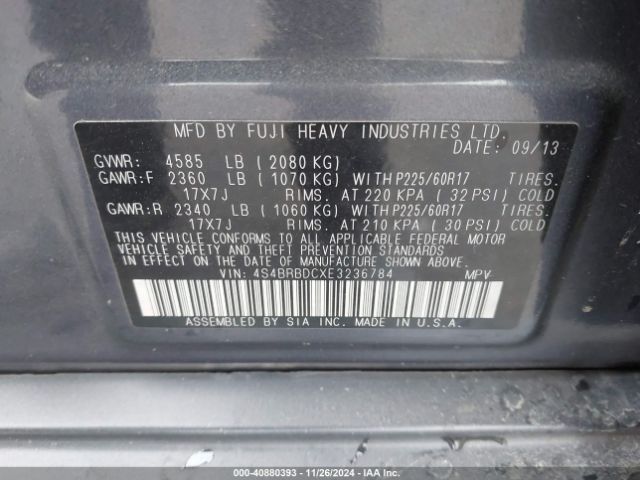 MFD BY FUJI HEAVY INDUSTRIES LTD.
DATE: 09/13
GVWR: 4585 LB (2080 KG)
GAWR:F 2360 LB (1070 KG) WITH P225/60R17 TIRES.
17X7J RIMS. AT 220 KPA ( 32 PSI) COLD
GAWR:R 2340 LB (1060 KG) WITH P225/60R17 TIRES.
17X7J RIMS. AT 210 KPA ( 30 PSI) COLD
THIS VEHICLE CONFORMS TO ALL APPLICABLE FEDERAL MOTOR
VEHICLE SAFETY AND THEFT PREVENTION STANDARDS
IN EFFECT ON THE DATE OF MANUFACTURE SHOWN ABOVE.
VIN: 4S4BRBDCXE3236784 MPV
ASSEMBLED BY SIA INC. MADE IN U.S.A.
000-40880393 - 11/26/2024 - IAA Inc.